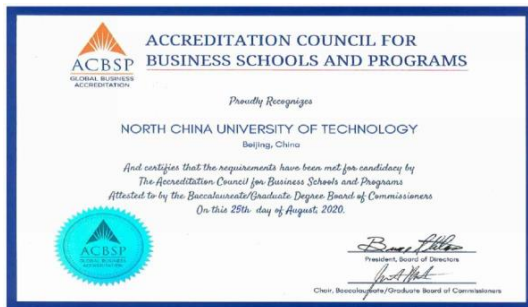 ACBSP
GLOBAL BUSINESS
ACCREDITATION
ACCREDITATION COUNCIL FOR
BUSINESS SCHOOLS AND PROGRAMS
Proudly Recognizes
NORTH CHINA UNIVERSITY OF TECHNOLOGY
Beijing, China
And certifies that the requirements have been met for candidacy by
The Accreditation Council for Business Schools and Programs
Attested to by the Baccalaureate/Graduate Degree Board of Commissioners
On this 25th day of August, 2020.
ACBSP
GLOBAL BUSINESS
ACCREDITATION
President, Board of Directors
Chair, Baccalaureate/Graduate Board of Commissioners